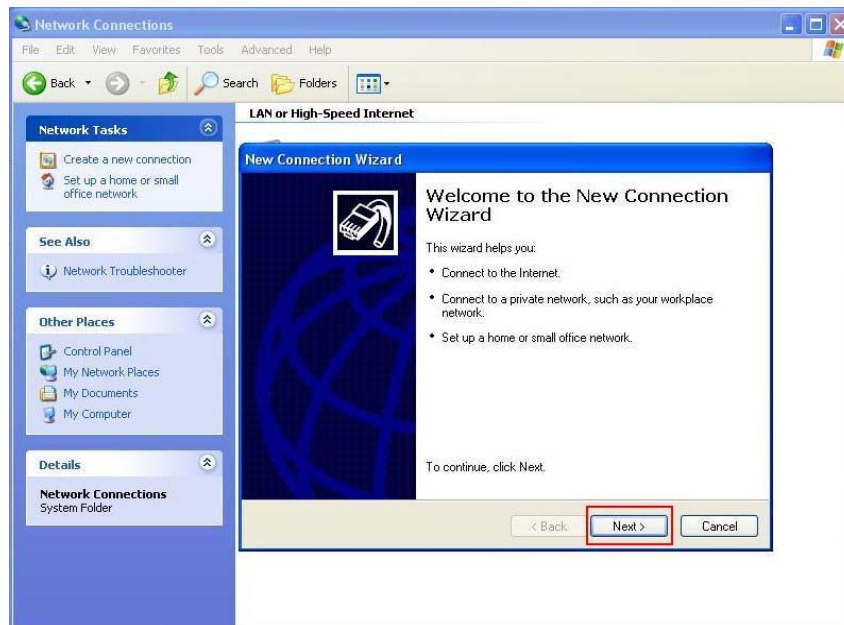 Network Connections
File Edit View Favorites Tools Advanced Help
Back Search Folders
Network Tasks
Create a new connection
Set up a home or small
office network
See Also
Network Troubleshooter
Other Places
Control Panel
My Network Places
My Documents
My Computer
Details
Network Connections
System Folder
LAN or High-Speed Internet
New Connection Wizard
Welcome to the New Connection
Wizard
This wizard helps you:
• Connect to the Internet.
• Connect to a private network, such as your workplace
network.
• Set up a home or small office network.
To continue, click Next.
< Back Next > Cancel